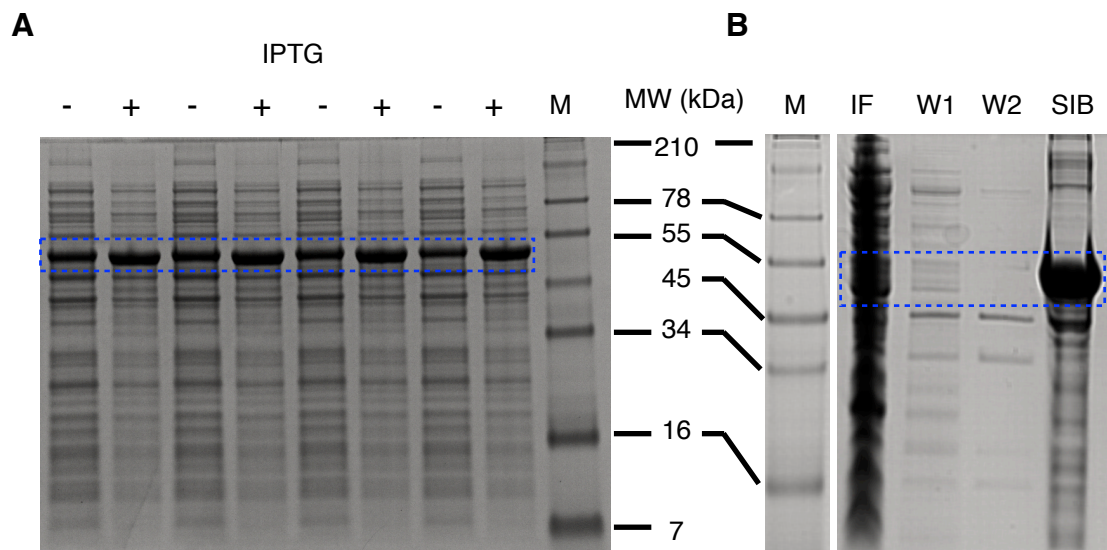 A
B
IPTG
- + - + - + - + M
MW (kDa)
M IF W1 W2 SIB
210
78
55
45
34
16
7